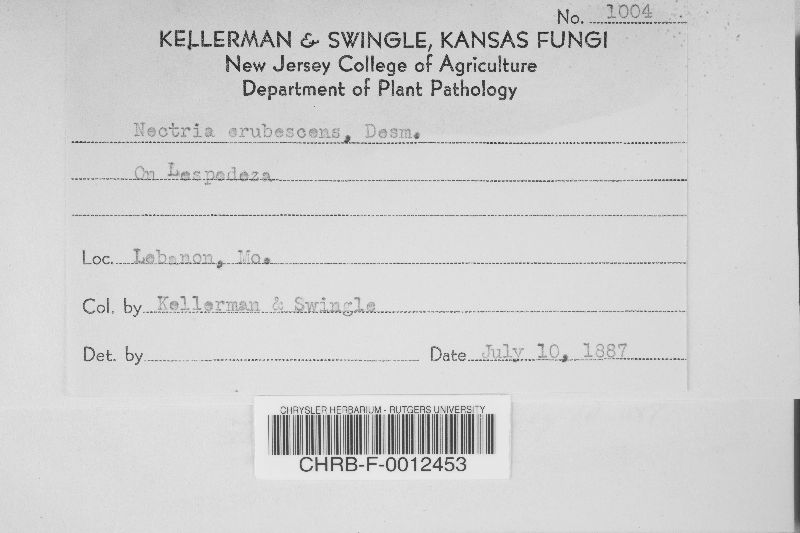 No. 1004
KELLERMAN & SWINGLE, KANSAS FUNGI
New Jersey College of Agriculture
Department of Plant Pathology
Nectria erubescens, Desm.
On Lespedeza
Loc. Lebanon, Mo.
Col. by Kellerman & Swingle
Det. by Date July 10, 1887
CHRYSLER HERBARIUM - RUTGERS UNIVERSITY
CHRB-F-0012453